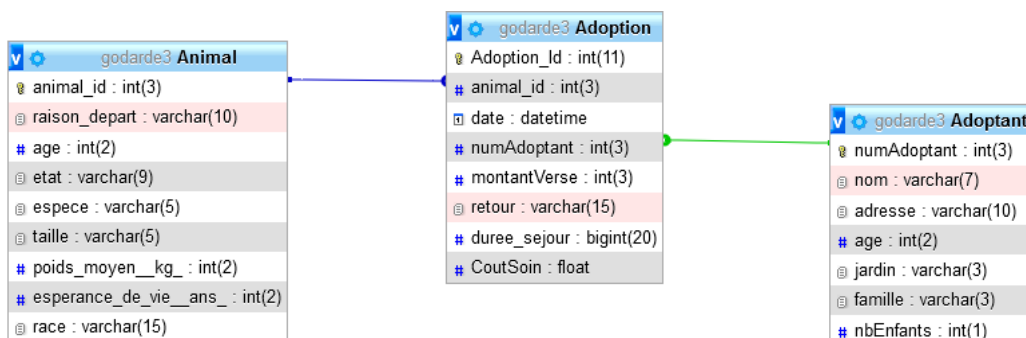 godarde3 Animal
animal_id : int(3)
raison_depart : varchar(10)
age : int(2)
etat : varchar(9)
espece : varchar(5)
taille : varchar(5)
poids_moyen__kg_ : int(2)
esperance_de_vie__ans_ : int(2)
race : varchar(15)
godarde3 Adoption
Adoption_Id : int(11)
animal_id : int(3)
date : datetime
numAdoptant : int(3)
montantVerse : int(3)
retour : varchar(15)
duree_sejour : bigint(20)
CoutSoin : float
godarde3 Adoptant
numAdoptant : int(3)
nom : varchar(7)
adresse : varchar(10)
age : int(2)
jardin : varchar(3)
famille : varchar(3)
nbEnfants : int(1)